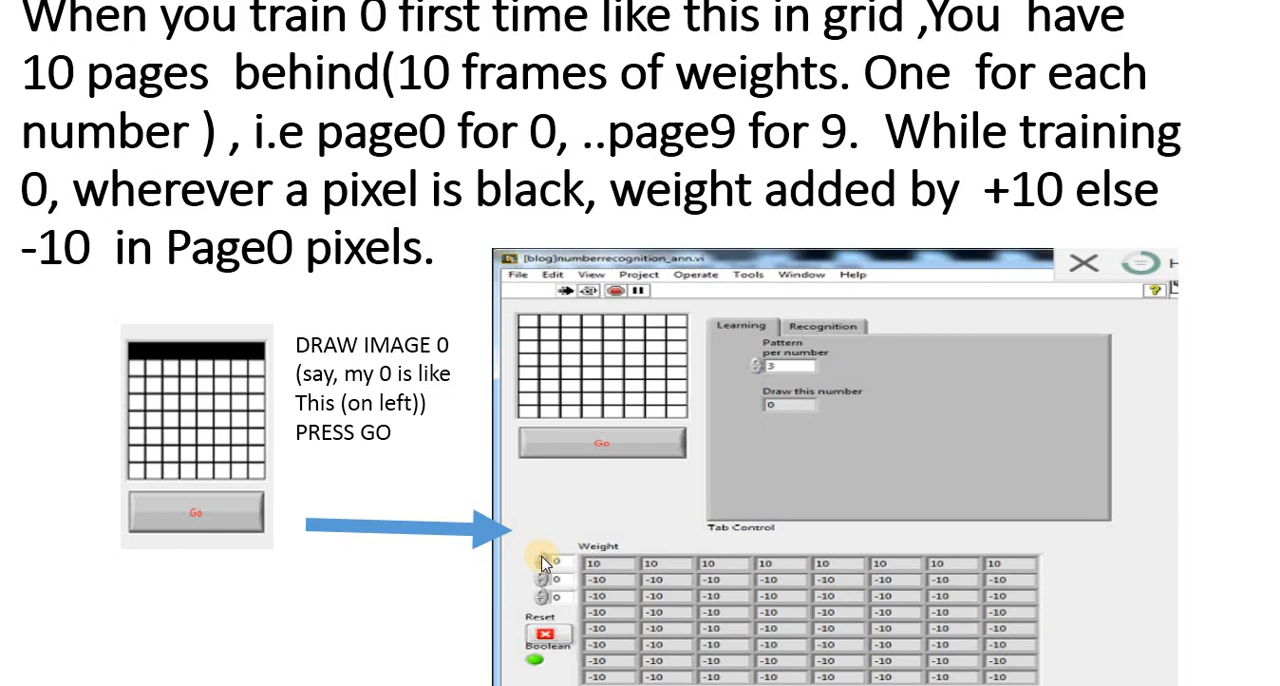 When you train 0 first time like this in grid ,You have
10 pages behind(10 frames of weights. One for each
number ) , i.e page0 for 0, ..page9 for 9. While training
0, wherever a pixel is black, weight added by +10 else
-10 in Page0 pixels.
DRAW IMAGE 0
(say, my 0 is like
This (on left))
PRESS GO
Go
[blog]numberrecognition_ann.vi
File Edit View Project Operate Tools Window Help
Learning Recognition
Pattern
per number
3
Draw this number
0
Go
Tab Control
Weight
0 10 10 10 10 10 10 10 10
0 -10 -10 -10 -10 -10 -10 -10 -10
0 -10 -10 -10 -10 -10 -10 -10 -10
-10 -10 -10 -10 -10 -10 -10 -10
Reset
-10 -10 -10 -10 -10 -10 -10 -10
Boolean -10 -10 -10 -10 -10 -10 -10 -10
-10 -10 -10 -10 -10 -10 -10 -10
-10 -10 -10 -10 -10 -10 -10 -10